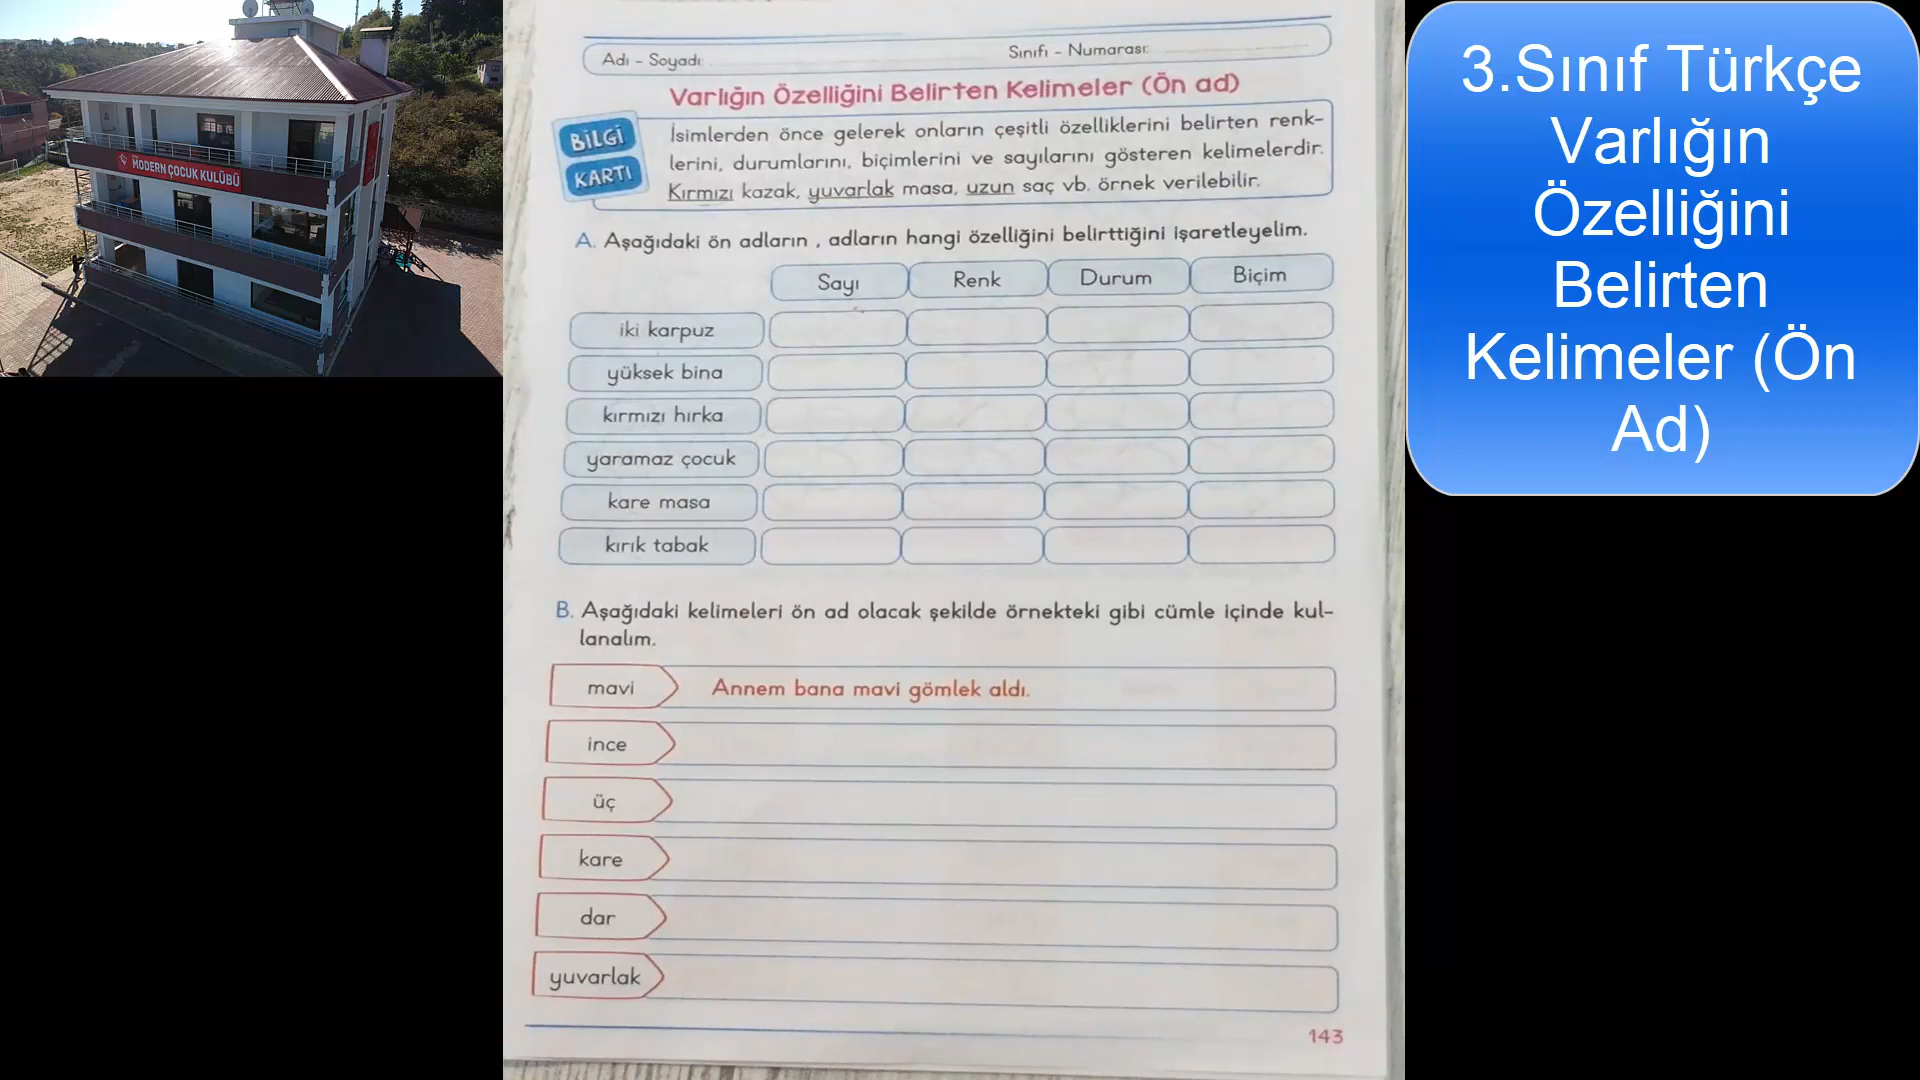 MODERN ÇOCUK KULÜBÜ
Adı - Soyadı:
Sınıfı - Numarası:
Varlığın Özelliğini Belirten Kelimeler (Ön ad)
BİLGİ
KARTI
İsimlerden önce gelerek onların çeşitli özelliklerini belirten renk-
lerini, durumlarını, biçimlerini ve sayılarını gösteren kelimelerdir.
Kırmızı kazak, yuvarlak masa, uzun saç vb. örnek verilebilir.
A. Aşağıdaki ön adların , adların hangi özelliğini belirttiğini işaretleyelim.
Sayı Renk Durum Biçim
iki karpuz
yüksek bina
kırmızı hırka
yaramaz çocuk
kare masa
kırık tabak
B. Aşağıdaki kelimeleri ön ad olacak şekilde örnekteki gibi cümle içinde kul-
lanalım.
mavi Annem bana mavi gömlek aldı.
ince
üç
kare
dar
yuvarlak
143
3.Sınıf Türkçe
Varlığın
Özelliğini
Belirten
Kelimeler (Ön
Ad)